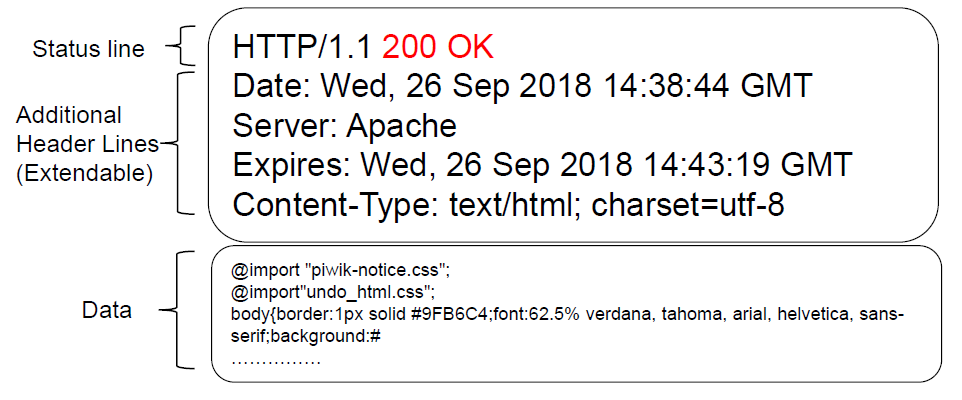 Status line
HTTP/1.1 200 OK
Additional
Header Lines
(Extendable)
Date: Wed, 26 Sep 2018 14:38:44 GMT
Server: Apache
Expires: Wed, 26 Sep 2018 14:43:19 GMT
Content-Type: text/html; charset=utf-8
Data
@import "piwik-notice.css";
@import"undo_html.css";
body{border:1px solid #9FB6C4;font:62.5% verdana, tahoma, arial, helvetica, sans-
serif;background:#
……………